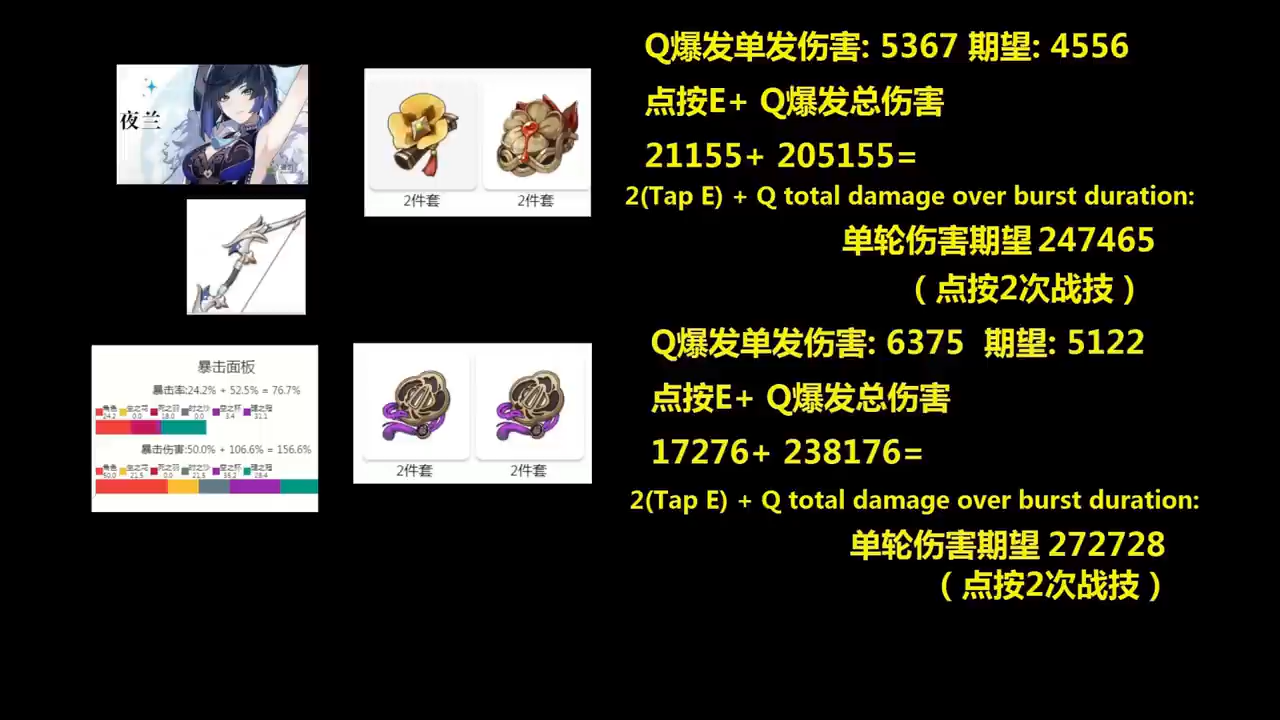 夜兰
2件套
2件套
暴击面板
暴击率:24.2% + 52.5% = 76.7%
暴击伤害:50.0% + 106.6% = 156.6%
2件套
2件套
Q爆发单发伤害: 5367 期望: 4556
点按E+ Q爆发总伤害
21155+ 205155=
2(Tap E) + Q total damage over burst duration:
单轮伤害期望 247465
（点按2次战技）
Q爆发单发伤害: 6375 期望: 5122
点按E+ Q爆发总伤害
17276+ 238176=
2(Tap E) + Q total damage over burst duration:
单轮伤害期望 272728
（点按2次战技）